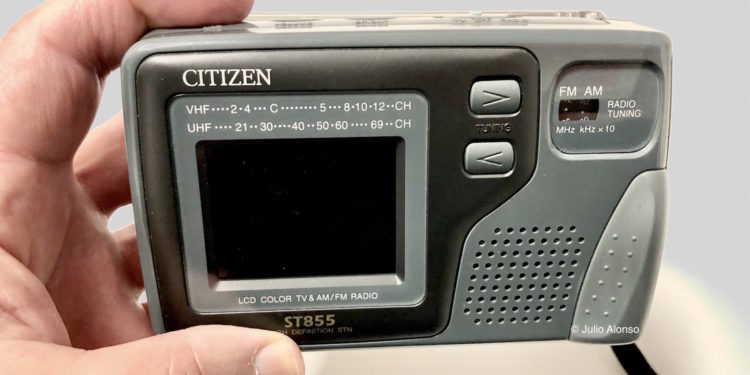 CITIZEN
VHF····2·4····C········5···8·10·12··CH
UHF····21··30····40··50·60····69··CH
TUNING
FM AM
RADIO
TUNING
MHz kHz×10
LCD COLOR TV & AM/FM RADIO
ST855
DEFINITION STN
© Julio Alonso